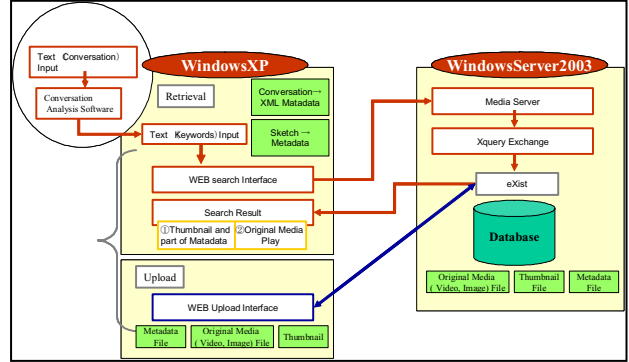 Text (Conversation)
Input
Conversation
Analysis Software
WindowsXP
Retrieval
Conversation→
XML Matadata
Text (Keywords) Input
Sketch →
Metadata
WEB search Interface
Search Result
①Thumbnail and
part of Matadata
②Original Media
Play
Upload
WEB Upload Interface
Metadata
File
Original Media
( Video, Image) File
Thumbnail
WindowsServer2003
Media Server
Xquery Exchange
eXist
Database
Original Media
( Video, Image) File
Thumbnail
File
Metadata
File